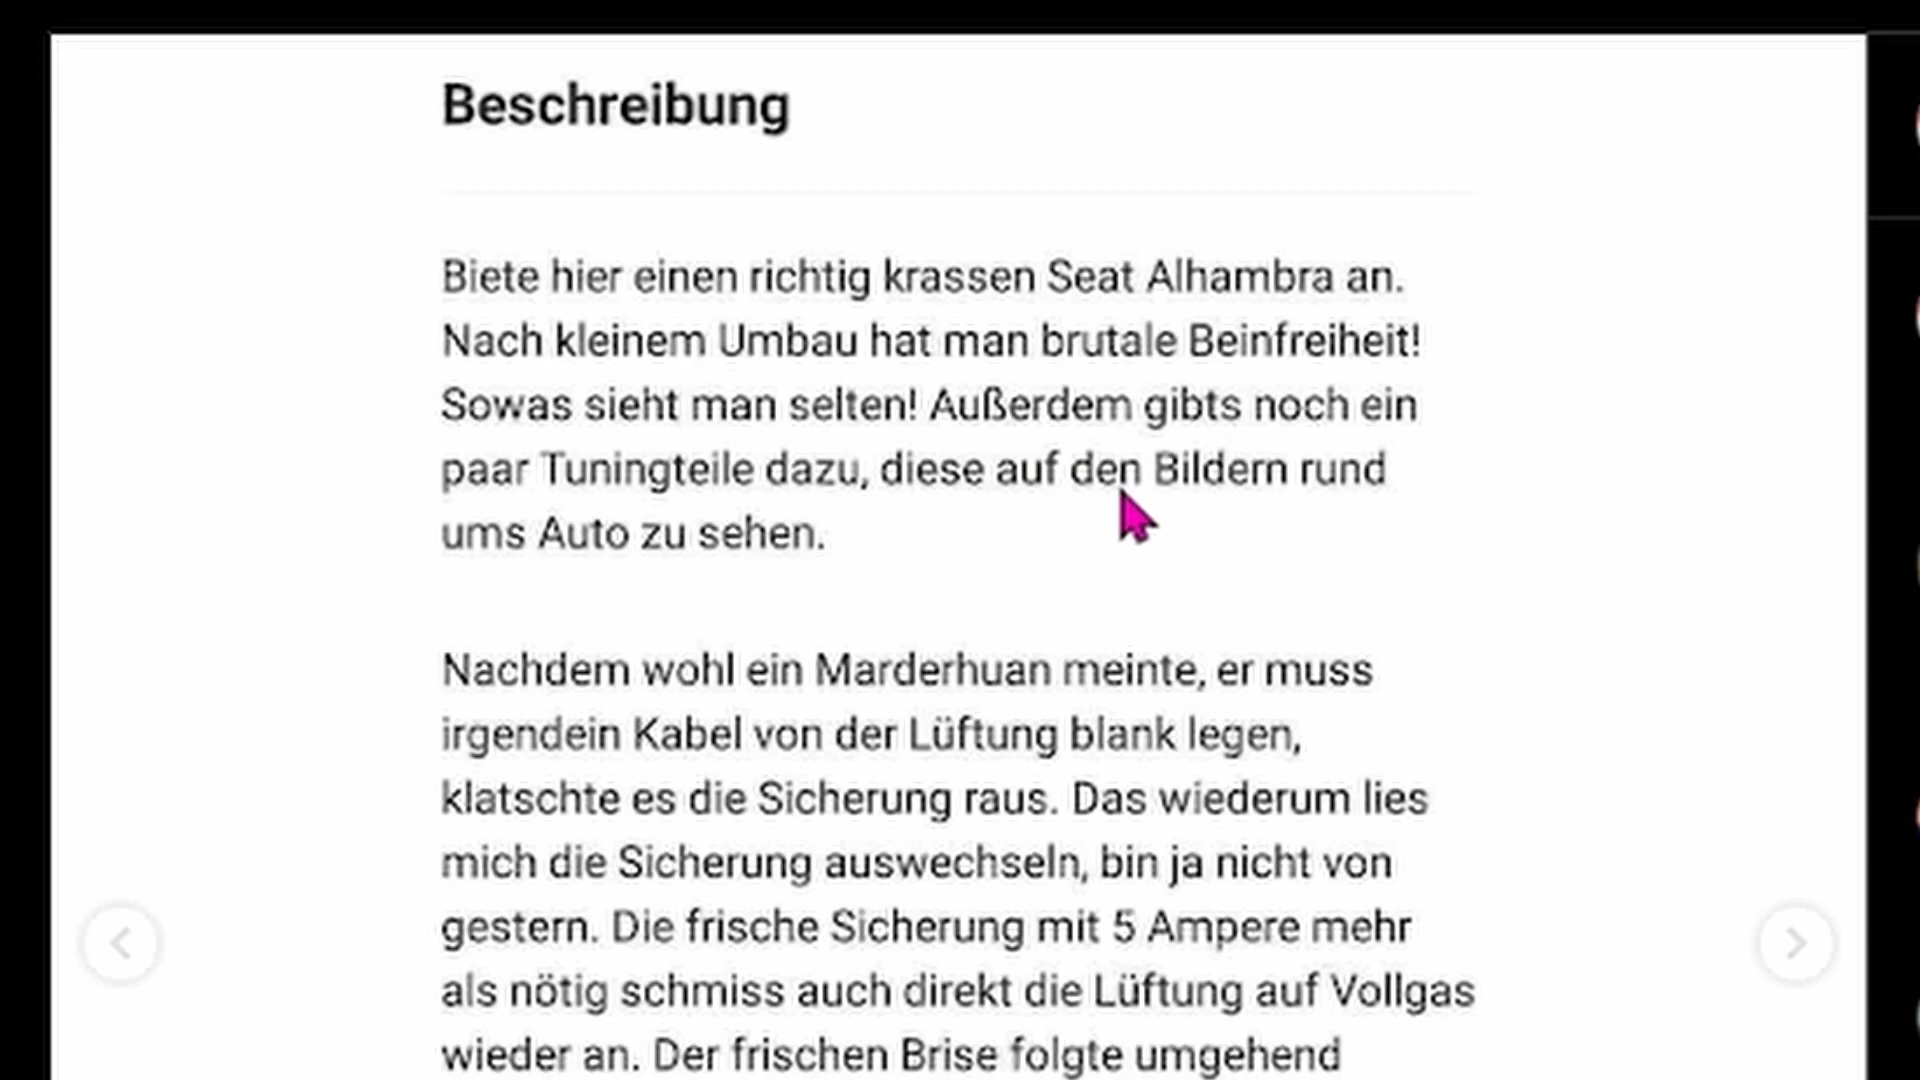 Beschreibung
Biete hier einen richtig krassen Seat Alhambra an.
Nach kleinem Umbau hat man brutale Beinfreiheit!
Sowas sieht man selten! Außerdem gibts noch ein
paar Tuningteile dazu, diese auf den Bildern rund
ums Auto zu sehen.
Nachdem wohl ein Marderhuan meinte, er muss
irgendein Kabel von der Lüftung blank legen,
klatschte es die Sicherung raus. Das wiederum lies
mich die Sicherung auswechseln, bin ja nicht von
gestern. Die frische Sicherung mit 5 Ampere mehr
als nötig schmiss auch direkt die Lüftung auf Vollgas
wieder an. Der frischen Brise folgte umgehend